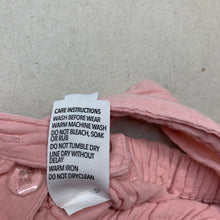 CARE INSTRUCTIONS
WASH BEFORE WEAR
WARM MACHINE WASH
DO NOT BLEACH, SOAK
OR RUB
DO NOT TUMBLE DRY
LINE DRY WITHOUT
DELAY
WARM IRON
DO NOT DRYCLEAN